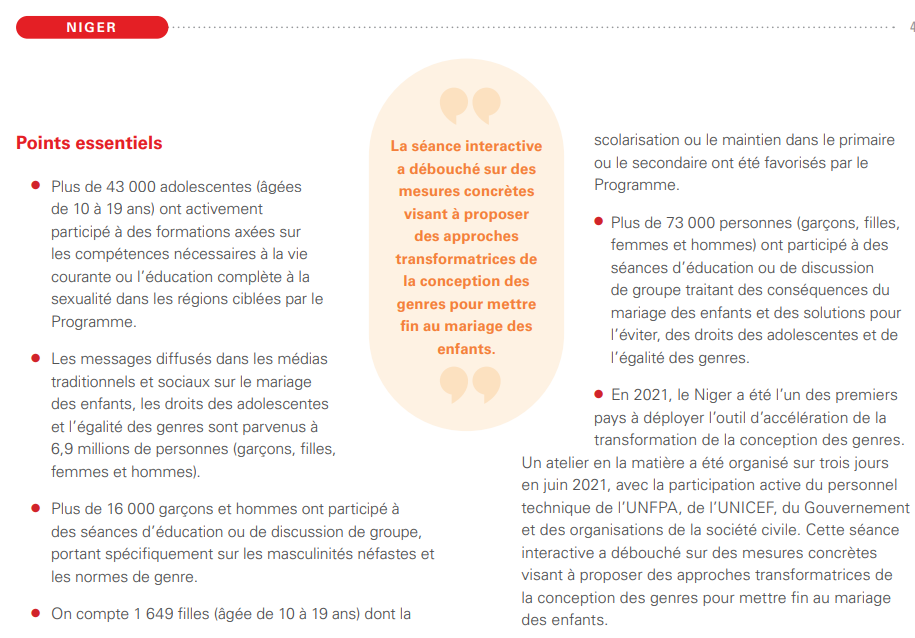 NIGER
4
Points essentiels
Plus de 43 000 adolescentes (âgées
de 10 à 19 ans) ont activement
participé à des formations axées sur
les compétences nécessaires à la vie
courante ou l’éducation complète à la
sexualité dans les régions ciblées par le
Programme.
Les messages diffusés dans les médias
traditionnels et sociaux sur le mariage
des enfants, les droits des adolescentes
et l’égalité des genres sont parvenus à
6,9 millions de personnes (garçons, filles,
femmes et hommes).
Plus de 16 000 garçons et hommes ont participé à
des séances d’éducation ou de discussion de groupe,
portant spécifiquement sur les masculinités néfastes et
les normes de genre.
On compte 1 649 filles (âgée de 10 à 19 ans) dont la
La séance interactive
a débouché sur des
mesures concrètes
visant à proposer
des approches
transformatrices de
la conception des
genres pour mettre
fin au mariage des
enfants.
scolarisation ou le maintien dans le primaire
ou le secondaire ont été favorisés par le
Programme.
Plus de 73 000 personnes (garçons, filles,
femmes et hommes) ont participé à des
séances d’éducation ou de discussion
de groupe traitant des conséquences du
mariage des enfants et des solutions pour
l’éviter, des droits des adolescentes et de
l’égalité des genres.
En 2021, le Niger a été l’un des premiers
pays à déployer l’outil d’accélération de la
transformation de la conception des genres.
Un atelier en la matière a été organisé sur trois jours
en juin 2021, avec la participation active du personnel
technique de l’UNFPA, de l’UNICEF, du Gouvernement
et des organisations de la société civile. Cette séance
interactive a débouché sur des mesures concrètes
visant à proposer des approches transformatrices de
la conception des genres pour mettre fin au mariage
des enfants.